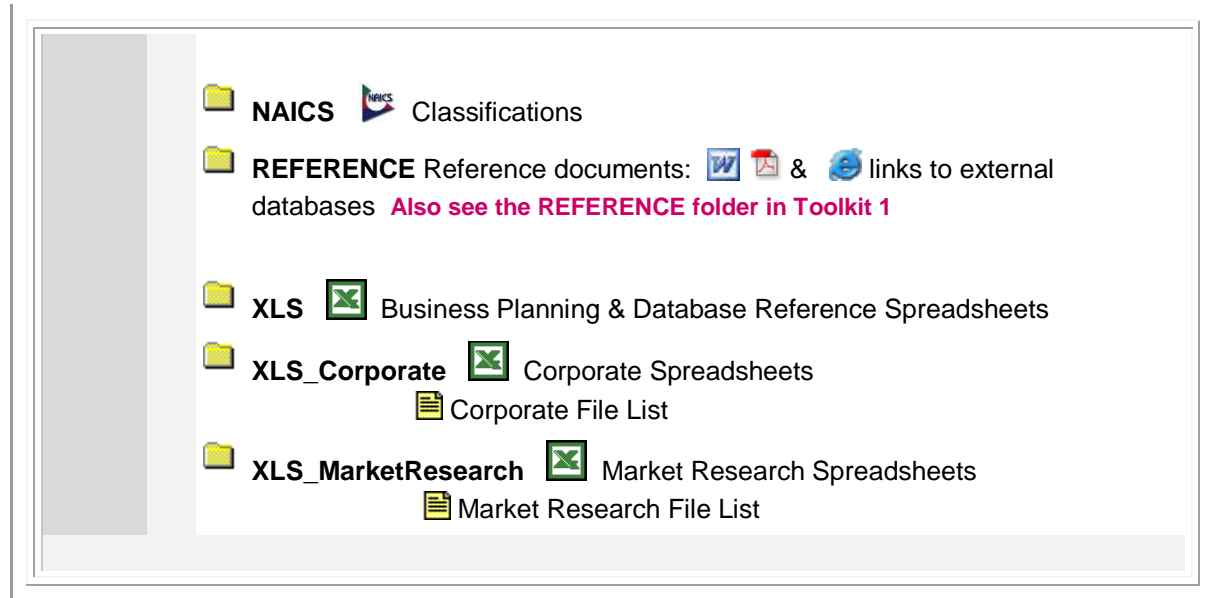 NAICS NAICS Classifications
REFERENCE Reference documents: W & e links to external
databases Also see the REFERENCE folder in Toolkit 1
XLS X Business Planning & Database Reference Spreadsheets
XLS_Corporate X Corporate Spreadsheets
Corporate File List
XLS_MarketResearch X Market Research Spreadsheets
Market Research File List